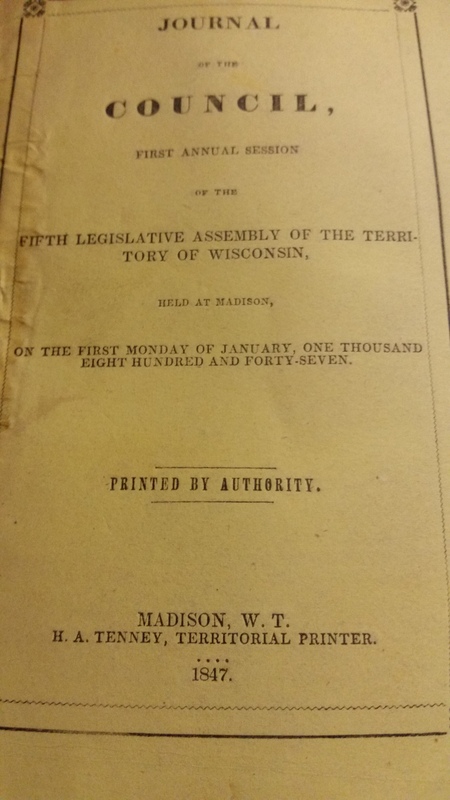 JOURNAL
OF THE
COUNCIL,
FIRST ANNUAL SESSION
OF THE
FIFTH LEGISLATIVE ASSEMBLY OF THE TERRI-
TORY OF WISCONSIN,
HELD AT MADISON,
ON THE FIRST MONDAY OF JANUARY, ONE THOUSAND
EIGHT HUNDRED AND FORTY-SEVEN.
PRINTED BY AUTHORITY.
MADISON, W. T.
H. A. TENNEY, TERRITORIAL PRINTER.
....
1847.